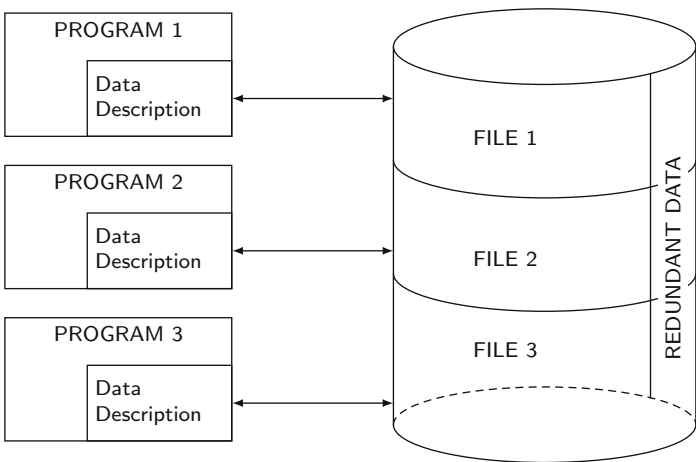 PROGRAM 1
Data
Description
PROGRAM 2
Data
Description
PROGRAM 3
Data
Description
FILE 1
FILE 2
FILE 3
REDUNDANT DATA